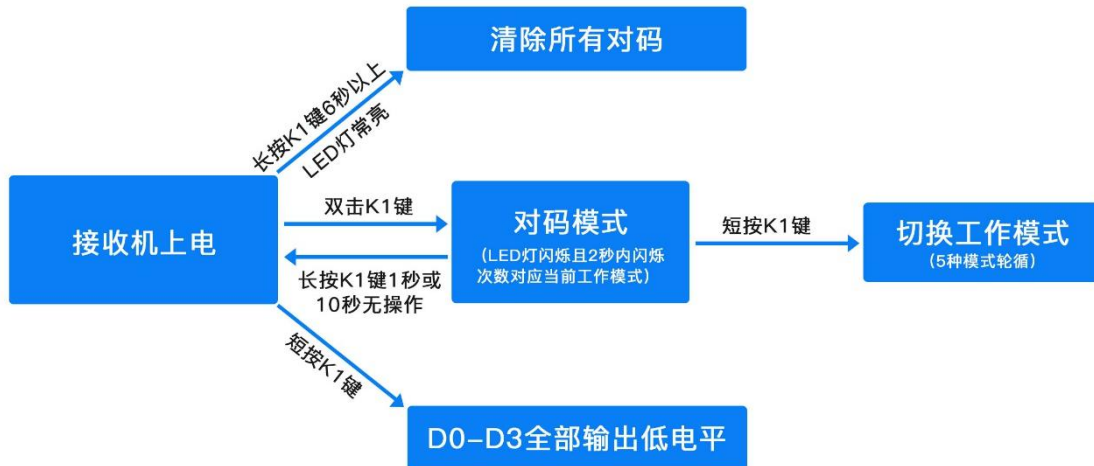 清除所有对码
长按K1键6秒以上
LED灯常亮
接收机上电
双击K1键
长按K1键1秒或
10秒无操作
对码模式
(LED灯闪烁且2秒内闪烁
次数对应当前工作模式)
短按K1键
切换工作模式
(5种模式轮循)
短按K1键
D0-D3全部输出低电平